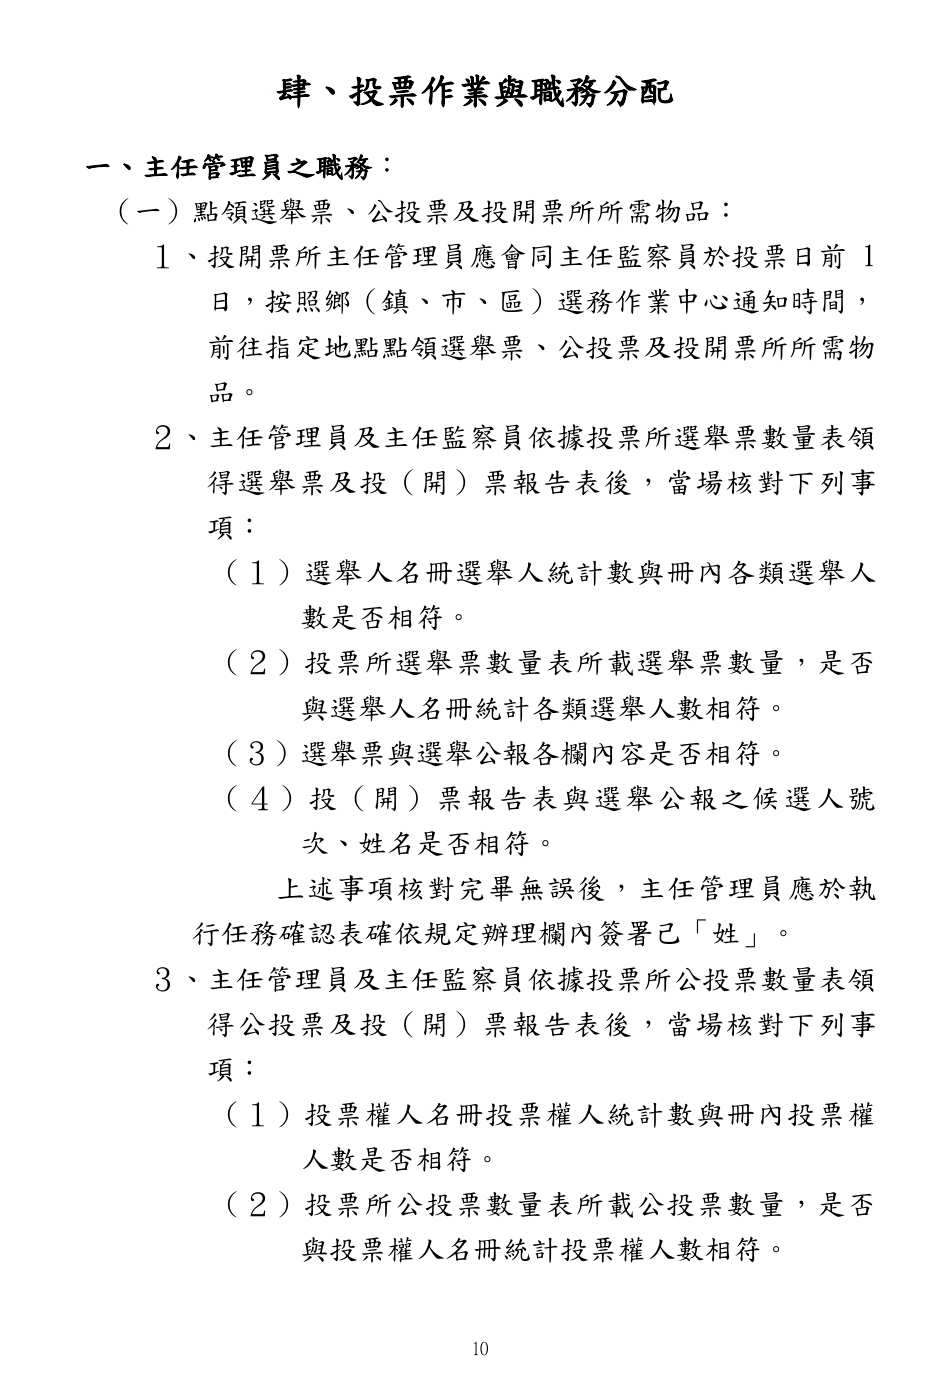 肆、投票作業與職務分配
一、主任管理員之職務：
（一）點領選舉票、公投票及投開票所所需物品：
１、投開票所主任管理員應會同主任監察員於投票日前 1
日，按照鄉（鎮、市、區）選務作業中心通知時間，
前往指定地點點領選舉票、公投票及投開票所所需物
品。
２、主任管理員及主任監察員依據投票所選舉票數量表領
得選舉票及投（開）票報告表後，當場核對下列事
項：
（１）選舉人名冊選舉人統計數與冊內各類選舉人
數是否相符。
（２）投票所選舉票數量表所載選舉票數量，是否
與選舉人名冊統計各類選舉人數相符。
（３）選舉票與選舉公報各欄內容是否相符。
（４）投（開）票報告表與選舉公報之候選人號
次、姓名是否相符。
上述事項核對完畢無誤後，主任管理員應於執
行任務確認表確依規定辦理欄內簽署己「姓」。
３、主任管理員及主任監察員依據投票所公投票數量表領
得公投票及投（開）票報告表後，當場核對下列事
項：
（１）投票權人名冊投票權人統計數與冊內投票權
人數是否相符。
（２）投票所公投票數量表所載公投票數量，是否
與投票權人名冊統計投票權人數相符。
10